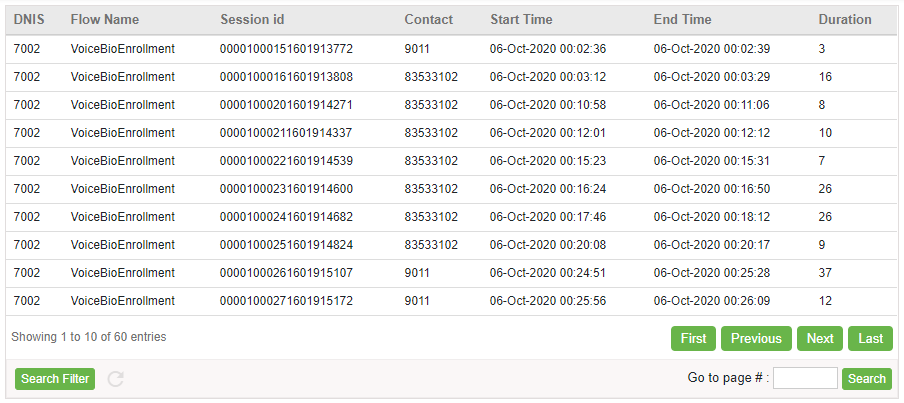 DNIS Flow Name Session id Contact Start Time End Time Duration
7002 VoiceBioEnrollment 00001000151601913772 9011 06-Oct-2020 00:02:36 06-Oct-2020 00:02:39 3
7002 VoiceBioEnrollment 00001000161601913808 83533102 06-Oct-2020 00:03:12 06-Oct-2020 00:03:29 16
7002 VoiceBioEnrollment 00001000201601914271 83533102 06-Oct-2020 00:10:58 06-Oct-2020 00:11:06 8
7002 VoiceBioEnrollment 00001000211601914337 83533102 06-Oct-2020 00:12:01 06-Oct-2020 00:12:12 10
7002 VoiceBioEnrollment 00001000221601914539 83533102 06-Oct-2020 00:15:23 06-Oct-2020 00:15:31 7
7002 VoiceBioEnrollment 00001000231601914600 83533102 06-Oct-2020 00:16:24 06-Oct-2020 00:16:50 26
7002 VoiceBioEnrollment 00001000241601914682 83533102 06-Oct-2020 00:17:46 06-Oct-2020 00:18:12 26
7002 VoiceBioEnrollment 00001000251601914824 83533102 06-Oct-2020 00:20:08 06-Oct-2020 00:20:17 9
7002 VoiceBioEnrollment 00001000261601915107 9011 06-Oct-2020 00:24:51 06-Oct-2020 00:25:28 37
7002 VoiceBioEnrollment 00001000271601915172 9011 06-Oct-2020 00:25:56 06-Oct-2020 00:26:09 12
Showing 1 to 10 of 60 entries First Previous Next Last
Search Filter Go to page # : Search